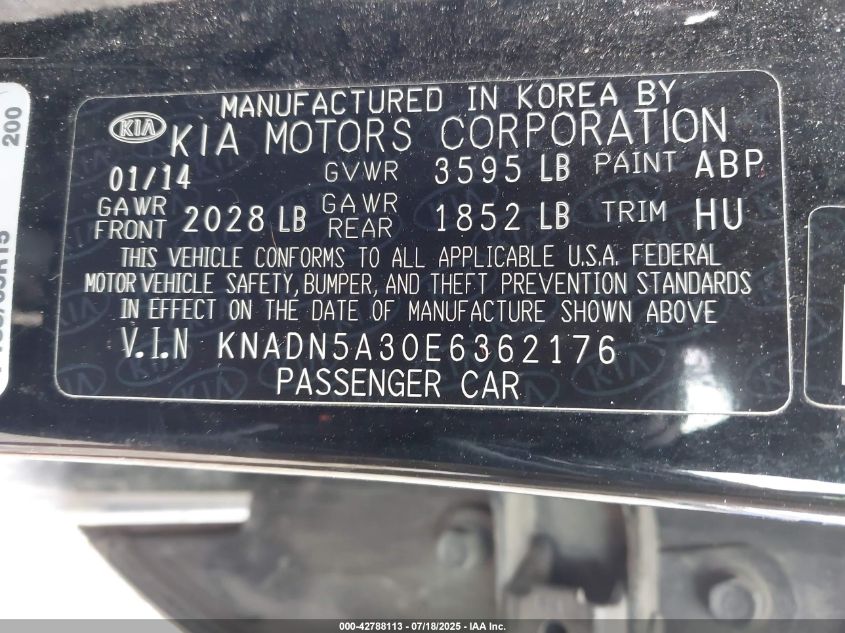 MANUFACTURED IN KOREA BY
KIA KIA MOTORS CORPORATION
01/14 GVWR 3595 LB PAINT ABP
GAWR FRONT 2028 LB GAWR REAR 1852 LB TRIM HU
THIS VEHICLE CONFORMS TO ALL APPLICABLE U.S.A. FEDERAL
MOTOR VEHICLE SAFETY, BUMPER, AND THEFT PREVENTION STANDARDS
IN EFFECT ON THE DATE OF MANUFACTURE SHOWN ABOVE
V.I.N KNADN5A30E6362176
PASSENGER CAR
200
000-42788113 - 07/18/2025 - IAA Inc.